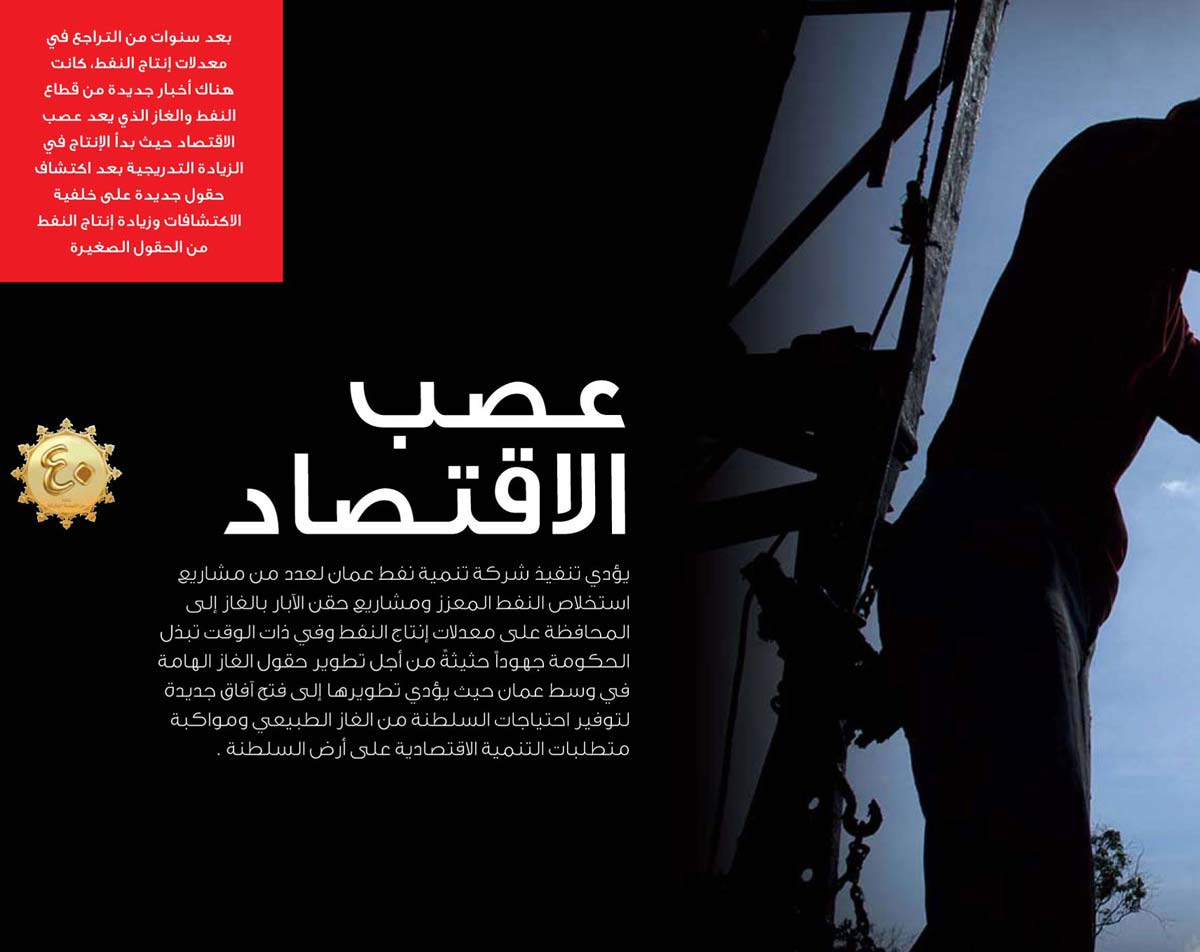 بعد سنوات من التراجع في
معدلات إنتاج النفط، كانت
هناك أخبار جديدة من قطاع
النفط والغاز الذي يعد عصب
الاقتصاد حيث بدأ الإنتاج في
الزيادة التدريجية بعد اكتشاف
حقول جديدة على خلفية
الاكتشافات وزيادة إنتاج النفط
من الحقول الصغيرة
عصب
الاقتصاد
٤٠
يؤدي تنفيذ شركة تنمية نفط عمان لعدد من مشاريع
استخلاص النفط المعزز ومشاريع حقن الآبار بالغاز إلى
المحافظة على معدلات إنتاج النفط وفي ذات الوقت تبذل
الحكومة جهوداً حثيثةً من أجل تطوير حقول الغاز الهامة
في وسط عمان حيث يؤدي تطويرها إلى فتح آفاق جديدة
لتوفير احتياجات السلطنة من الغاز الطبيعي ومواكبة
متطلبات التنمية الاقتصادية على أرض السلطنة .